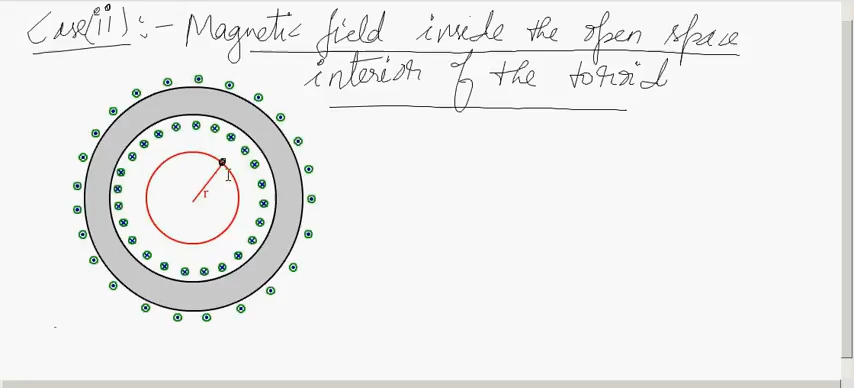 Case(ii):- Magnetic field inside the open space
interior of the toroid
r